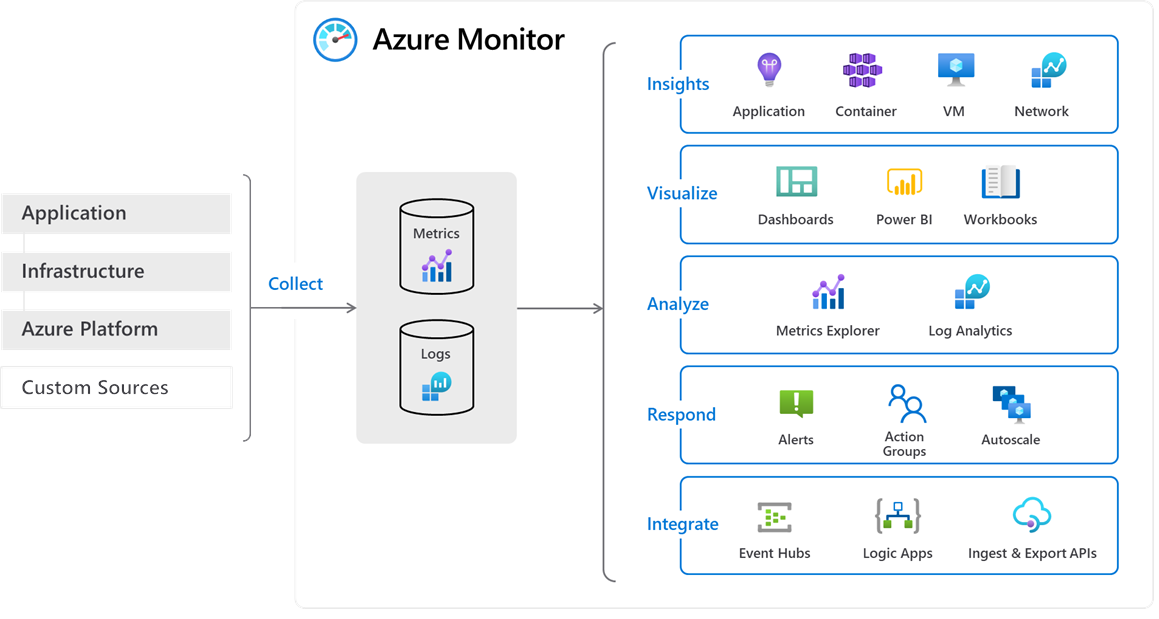 Azure Monitor
Application
Infrastructure
Azure Platform
Custom Sources
Collect
Metrics
Logs
Insights
Application
Container
VM
Network
Visualize
Dashboards
Power BI
Workbooks
Analyze
Metrics Explorer
Log Analytics
Respond
Alerts
Action
Groups
Autoscale
Integrate
Event Hubs
Logic Apps
Ingest & Export APIs